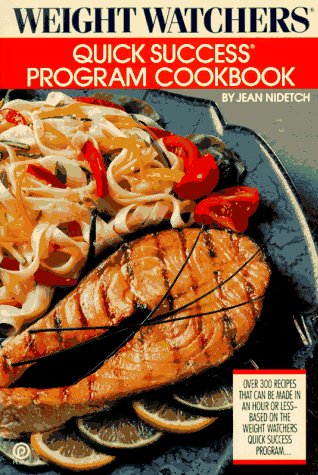 WEIGHT WATCHERS®
QUICK SUCCESS®
PROGRAM COOKBOOK
BY JEAN NIDETCH
OVER 300 RECIPES
THAT CAN BE MADE IN
AN HOUR OR LESS–
BASED ON THE
WEIGHT WATCHERS
QUICK SUCCESS
PROGRAM...